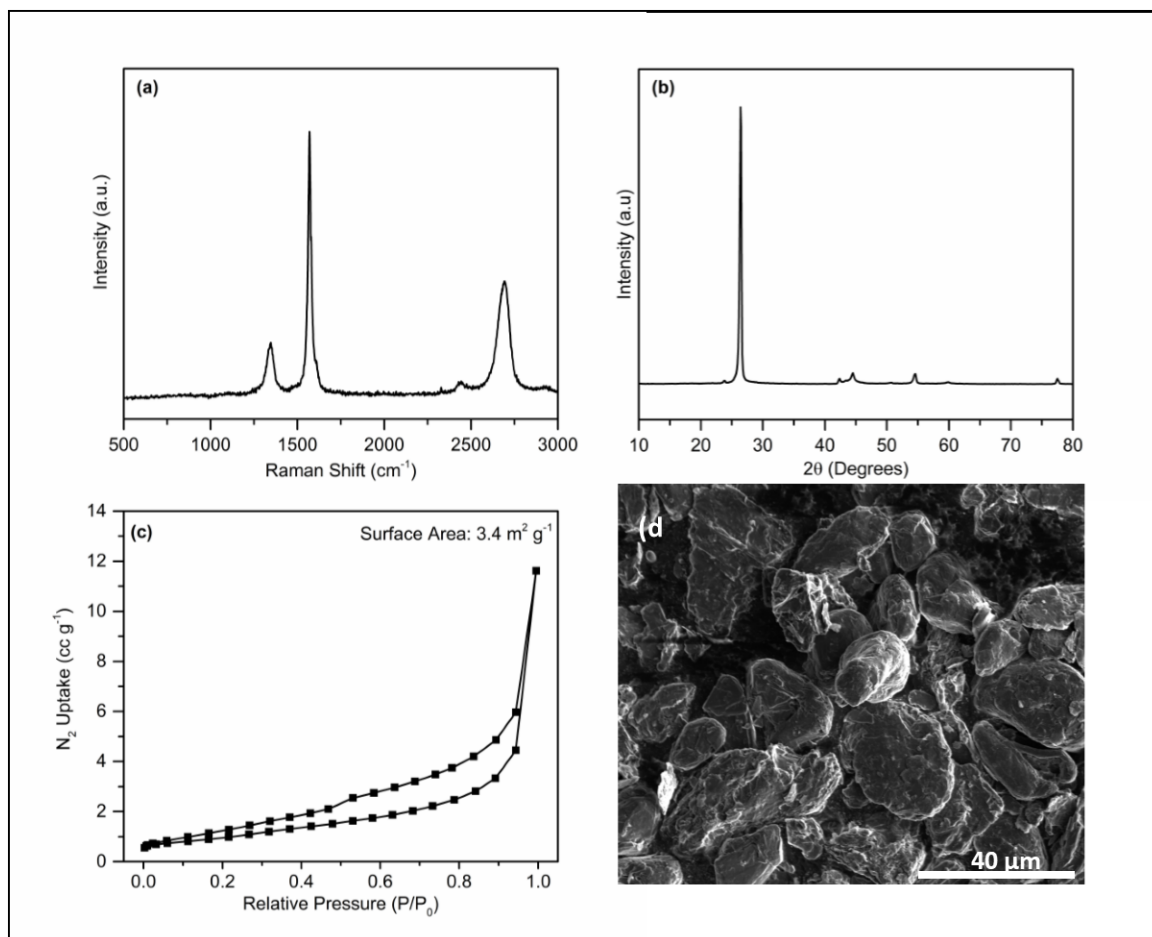 (a)
Intensity (a.u.)
500 1000 1500 2000 2500 3000
Raman Shift (cm⁻¹)
(b)
Intensity (a.u)
10 20 30 40 50 60 70 80
2θ (Degrees)
(c)
Surface Area: 3.4 m² g⁻¹
14
12
10
8
6
4
2
0
N₂ Uptake (cc g⁻¹)
0.0 0.2 0.4 0.6 0.8 1.0
Relative Pressure (P/P₀)
(d
40 µm